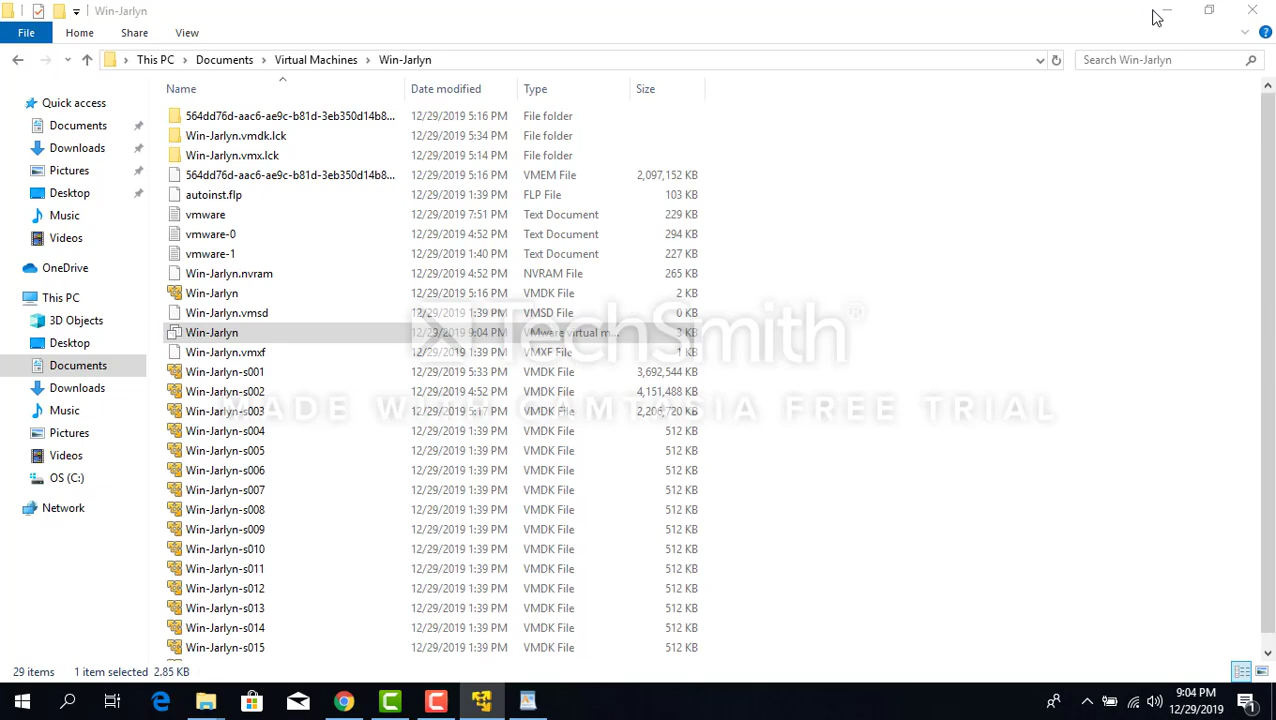 Win-Jarlyn
File Home Share View
This PC Documents Virtual Machines Win-Jarlyn Search Win-Jarlyn
Name Date modified Type Size
Quick access
Documents
Downloads
Pictures
Desktop
Music
Videos
OneDrive
This PC
3D Objects
Desktop
Documents
Downloads
Music
Pictures
Videos
OS (C:)
Network
564dd76d-aac6-ae9c-b81d-3eb350d14b8... 12/29/2019 5:16 PM File folder
Win-Jarlyn.vmdk.lck 12/29/2019 5:34 PM File folder
Win-Jarlyn.vmx.lck 12/29/2019 5:14 PM File folder
564dd76d-aac6-ae9c-b81d-3eb350d14b8... 12/29/2019 5:16 PM VMEM File 2,097,152 KB
autoinst.flp 12/29/2019 1:39 PM FLP File 103 KB
vmware 12/29/2019 7:51 PM Text Document 229 KB
vmware-0 12/29/2019 4:52 PM Text Document 294 KB
vmware-1 12/29/2019 1:40 PM Text Document 227 KB
Win-Jarlyn.nvram 12/29/2019 4:52 PM NVRAM File 265 KB
Win-Jarlyn 12/29/2019 5:16 PM VMDK File 2 KB
Win-Jarlyn.vmsd 12/29/2019 1:39 PM VMSD File 0 KB
Win-Jarlyn 12/29/2019 9:04 PM VMware virtual m... 3 KB
Win-Jarlyn.vmxf 12/29/2019 1:39 PM VMXF File 1 KB
Win-Jarlyn-s001 12/29/2019 5:33 PM VMDK File 3,692,544 KB
Win-Jarlyn-s002 12/29/2019 4:52 PM VMDK File 4,151,488 KB
Win-Jarlyn-s003 12/29/2019 5:17 PM VMDK File 2,206,720 KB
Win-Jarlyn-s004 12/29/2019 1:39 PM VMDK File 512 KB
Win-Jarlyn-s005 12/29/2019 1:39 PM VMDK File 512 KB
Win-Jarlyn-s006 12/29/2019 1:39 PM VMDK File 512 KB
Win-Jarlyn-s007 12/29/2019 1:39 PM VMDK File 512 KB
Win-Jarlyn-s008 12/29/2019 1:39 PM VMDK File 512 KB
Win-Jarlyn-s009 12/29/2019 1:39 PM VMDK File 512 KB
Win-Jarlyn-s010 12/29/2019 1:39 PM VMDK File 512 KB
Win-Jarlyn-s011 12/29/2019 1:39 PM VMDK File 512 KB
Win-Jarlyn-s012 12/29/2019 1:39 PM VMDK File 512 KB
Win-Jarlyn-s013 12/29/2019 1:39 PM VMDK File 512 KB
Win-Jarlyn-s014 12/29/2019 1:39 PM VMDK File 512 KB
Win-Jarlyn-s015 12/29/2019 1:39 PM VMDK File 512 KB
TechSmith®
MADE WITH CAMTASIA FREE TRIAL
29 items 1 item selected 2.85 KB
9:04 PM
12/29/2019
1